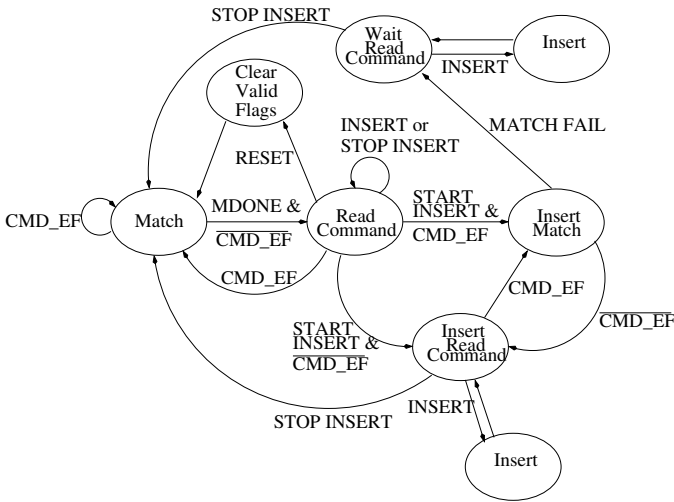 STOP INSERT
Wait
Read
Command
Insert
INSERT
Clear
Valid
Flags
INSERT or
STOP INSERT
MATCH FAIL
RESET
CMD_EF
Match
MDONE &
CMD_EF
Read
Command
START
INSERT &
CMD_EF
Insert
Match
CMD_EF
CMD_EF
CMD_EF
START
INSERT &
CMD_EF
Insert
Read
Command
STOP INSERT
INSERT
Insert